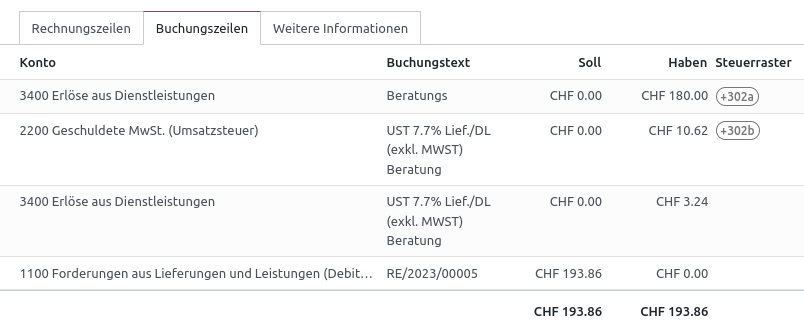 Rechnungszeilen Buchungszeilen Weitere Informationen
Konto Buchungstext Soll Haben Steuerraster
3400 Erlöse aus Dienstleistungen Beratungs CHF 0.00 CHF 180.00 +302a
2200 Geschuldete MwSt. (Umsatzsteuer) UST 7.7% Lief./DL CHF 0.00 CHF 10.62 +302b
(exkl. MWST)
Beratung
3400 Erlöse aus Dienstleistungen UST 7.7% Lief./DL CHF 0.00 CHF 3.24
(exkl. MWST)
Beratung
1100 Forderungen aus Lieferungen und Leistungen (Debit… RE/2023/00005 CHF 193.86 CHF 0.00
CHF 193.86 CHF 193.86